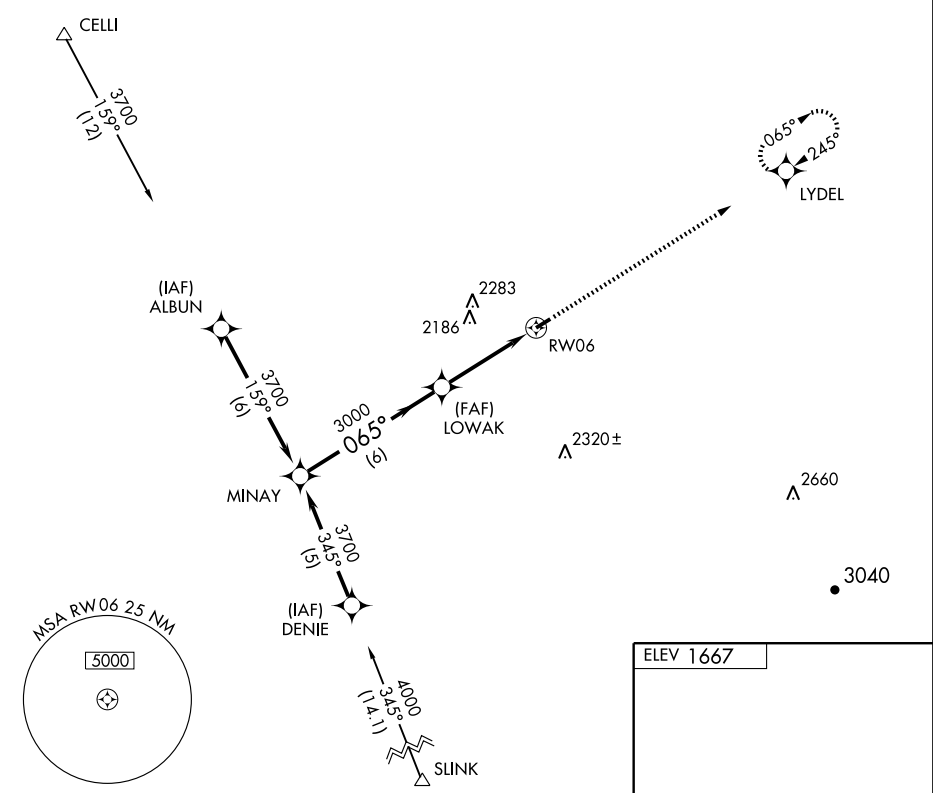 CELLI
3700
159°
(12)
065°
245°
LYDEL
(IAF)
ALBUN
2283
2186
RW06
3700
159°
(6)
3000
065°
(6)
(FAF)
LOWAK
2320±
MINAY
2660
3700
345°
(5)
3040
(IAF)
DENIE
MSA RW06 25 NM
5000
ELEV 1667
4000
345°
(14.1)
SLINK